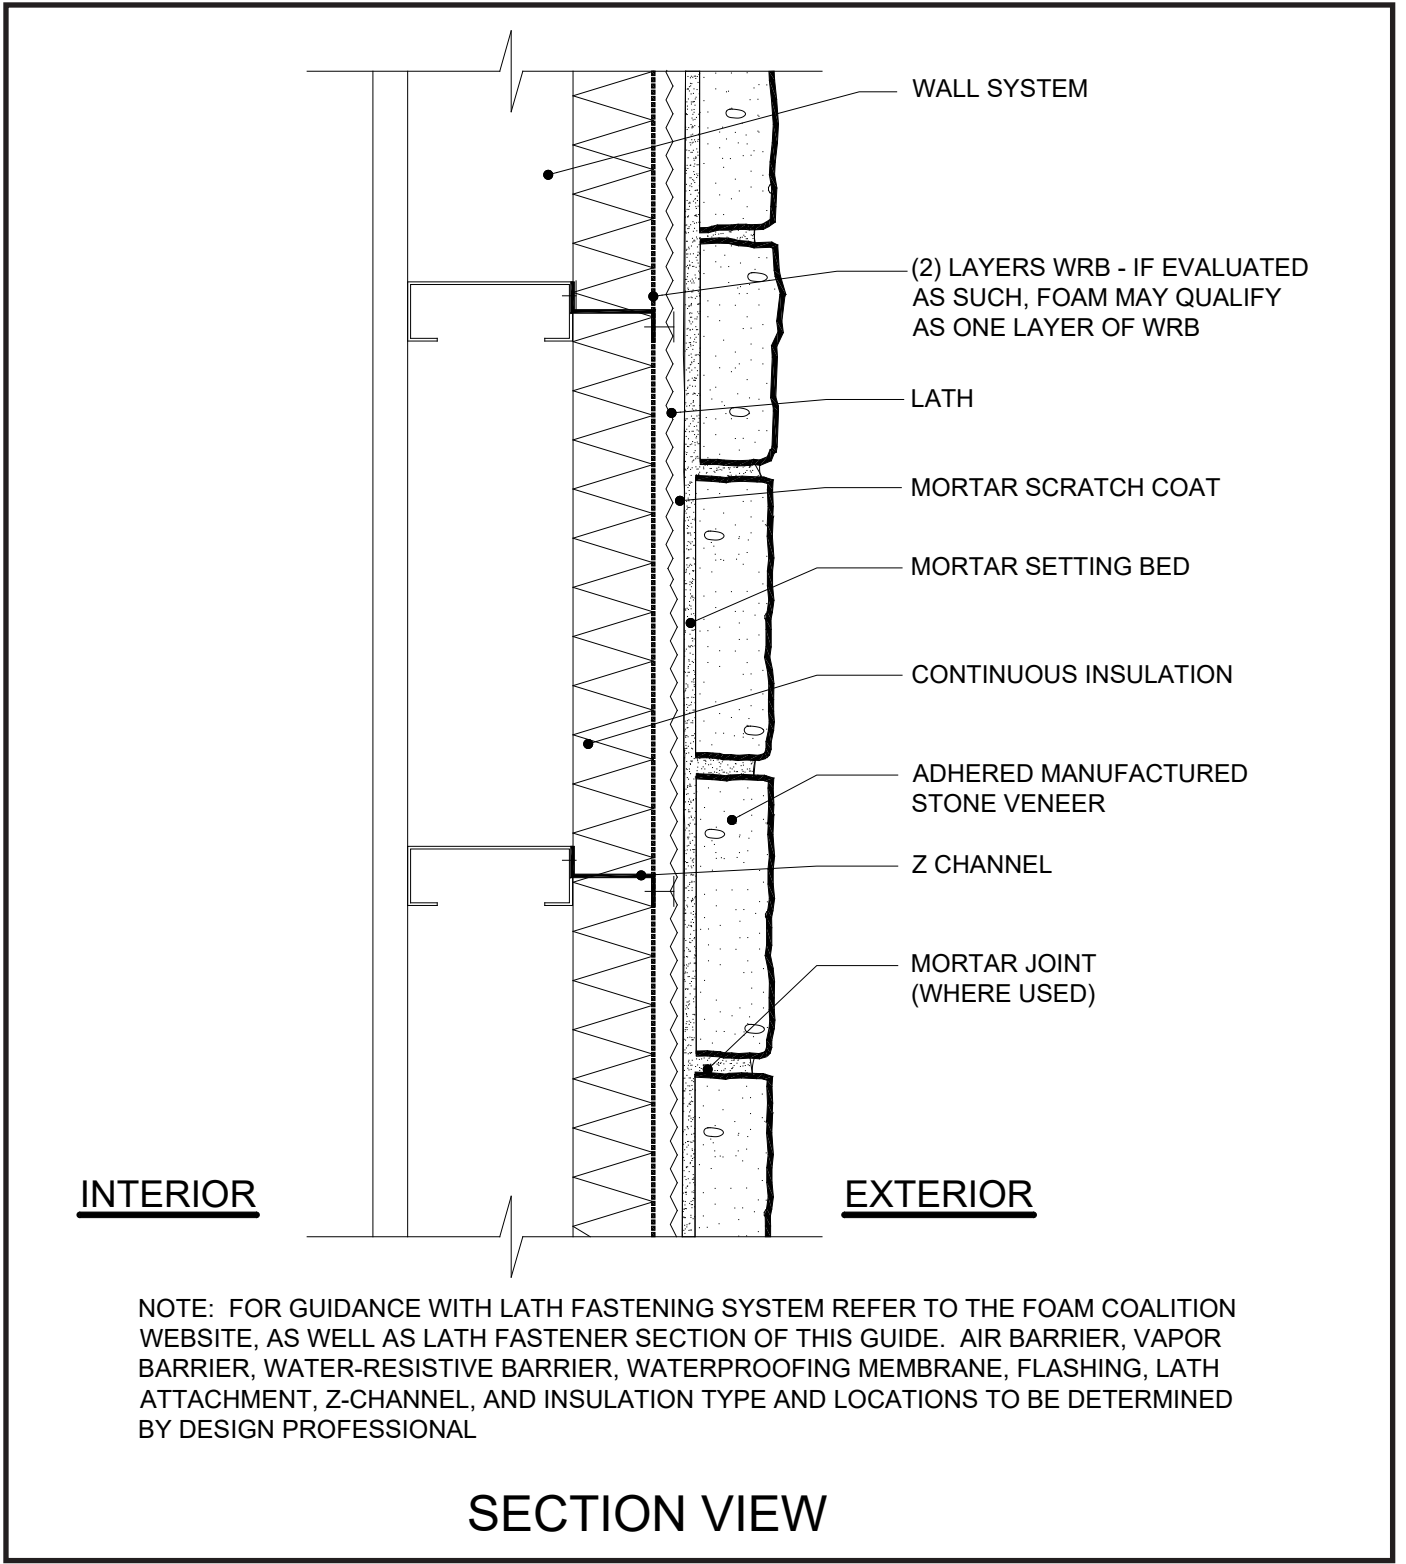 WALL SYSTEM
(2) LAYERS WRB - IF EVALUATED
AS SUCH, FOAM MAY QUALIFY
AS ONE LAYER OF WRB
LATH
MORTAR SCRATCH COAT
MORTAR SETTING BED
CONTINUOUS INSULATION
ADHERED MANUFACTURED
STONE VENEER
Z CHANNEL
MORTAR JOINT
(WHERE USED)
INTERIOR
EXTERIOR
NOTE:  FOR GUIDANCE WITH LATH FASTENING SYSTEM REFER TO THE FOAM COALITION
WEBSITE, AS WELL AS LATH FASTENER SECTION OF THIS GUIDE.  AIR BARRIER, VAPOR
BARRIER, WATER-RESISTIVE BARRIER, WATERPROOFING MEMBRANE, FLASHING, LATH
ATTACHMENT, Z-CHANNEL, AND INSULATION TYPE AND LOCATIONS TO BE DETERMINED
BY DESIGN PROFESSIONAL
SECTION VIEW